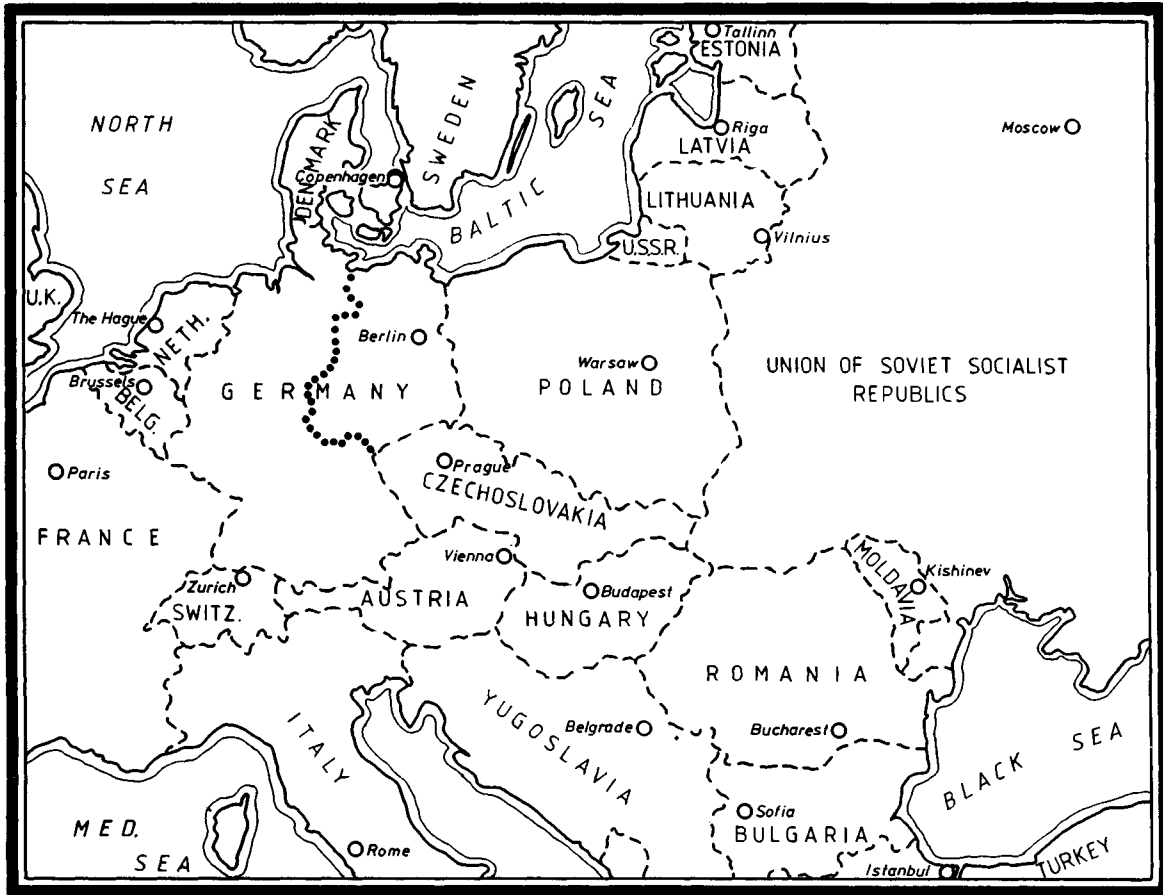 Tallinn
ESTONIA
NORTH
SEA
DENMARK
SWEDEN
SEA
BALTIC
Riga
LATVIA
Moscow
Copenhagen
LITHUANIA
U.S.S.R.
Vilnius
U.K.
The Hague
NETH.
Berlin
Brussels
BELG.
GERMANY
Warsaw
POLAND
UNION OF SOVIET SOCIALIST
REPUBLICS
Paris
Prague
CZECHOSLOVAKIA
FRANCE
Vienna
Zurich
SWITZ.
AUSTRIA
Budapest
HUNGARY
MOLDAVIA
Kishinev
ROMANIA
ITALY
YUGOSLAVIA
Belgrade
Bucharest
BLACK SEA
MED.
SEA
Sofia
BULGARIA
Rome
Istanbul
TURKEY